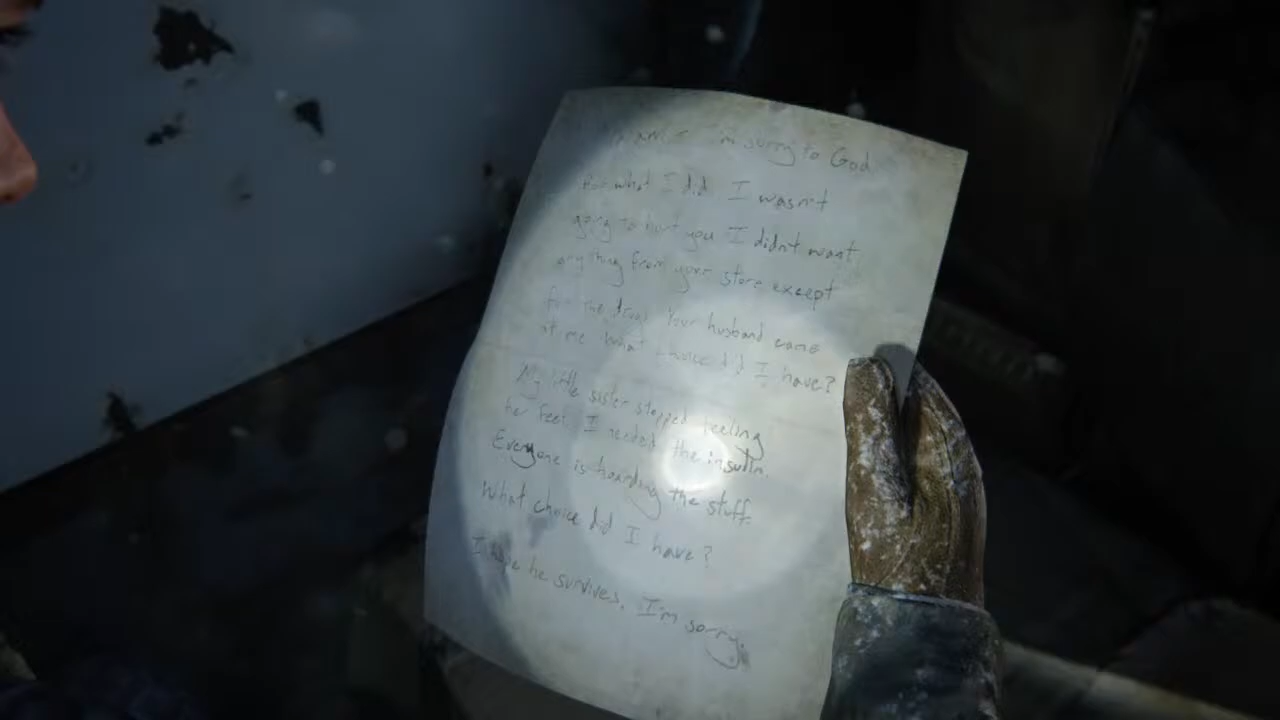 I'm sorry to God
For what I did I wasn't
going to hurt you I didn't want
anything from your store except
for the drugs Your husband came
at me What choice did I have?
My little sister stopped feeling
her feet. I needed the insulin.
Everyone is hoarding the stuff.
What choice did I have?
I hope he survives. I'm sorry.